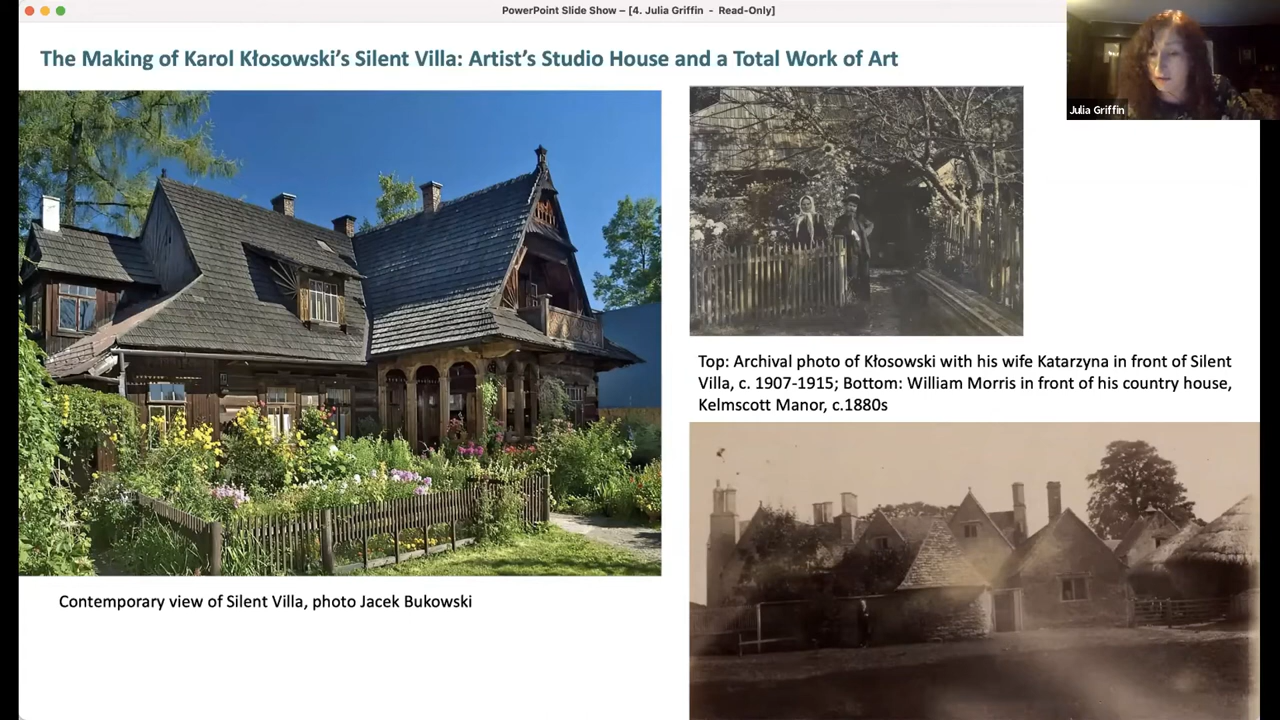 PowerPoint Slide Show – [4. Julia Griffin - Read-Only]
The Making of Karol Kłosowski’s Silent Villa: Artist’s Studio House and a Total Work of Art
Julia Griffin
Top: Archival photo of Kłosowski with his wife Katarzyna in front of Silent
Villa, c. 1907-1915; Bottom: William Morris in front of his country house,
Kelmscott Manor, c.1880s
Contemporary view of Silent Villa, photo Jacek Bukowski